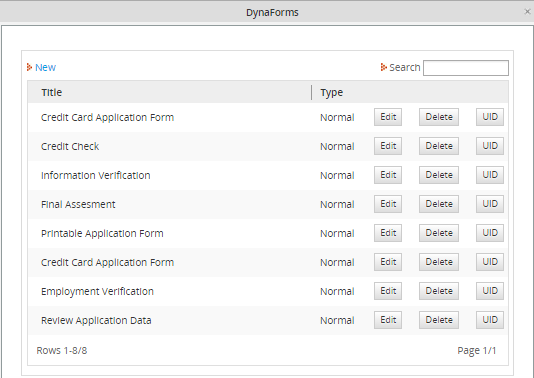 DynaForms ×
New Search
Title Type
Credit Card Application Form Normal Edit Delete UID
Credit Check Normal Edit Delete UID
Information Verification Normal Edit Delete UID
Final Assesment Normal Edit Delete UID
Printable Application Form Normal Edit Delete UID
Credit Card Application Form Normal Edit Delete UID
Employment Verification Normal Edit Delete UID
Review Application Data Normal Edit Delete UID
Rows 1-8/8 Page 1/1